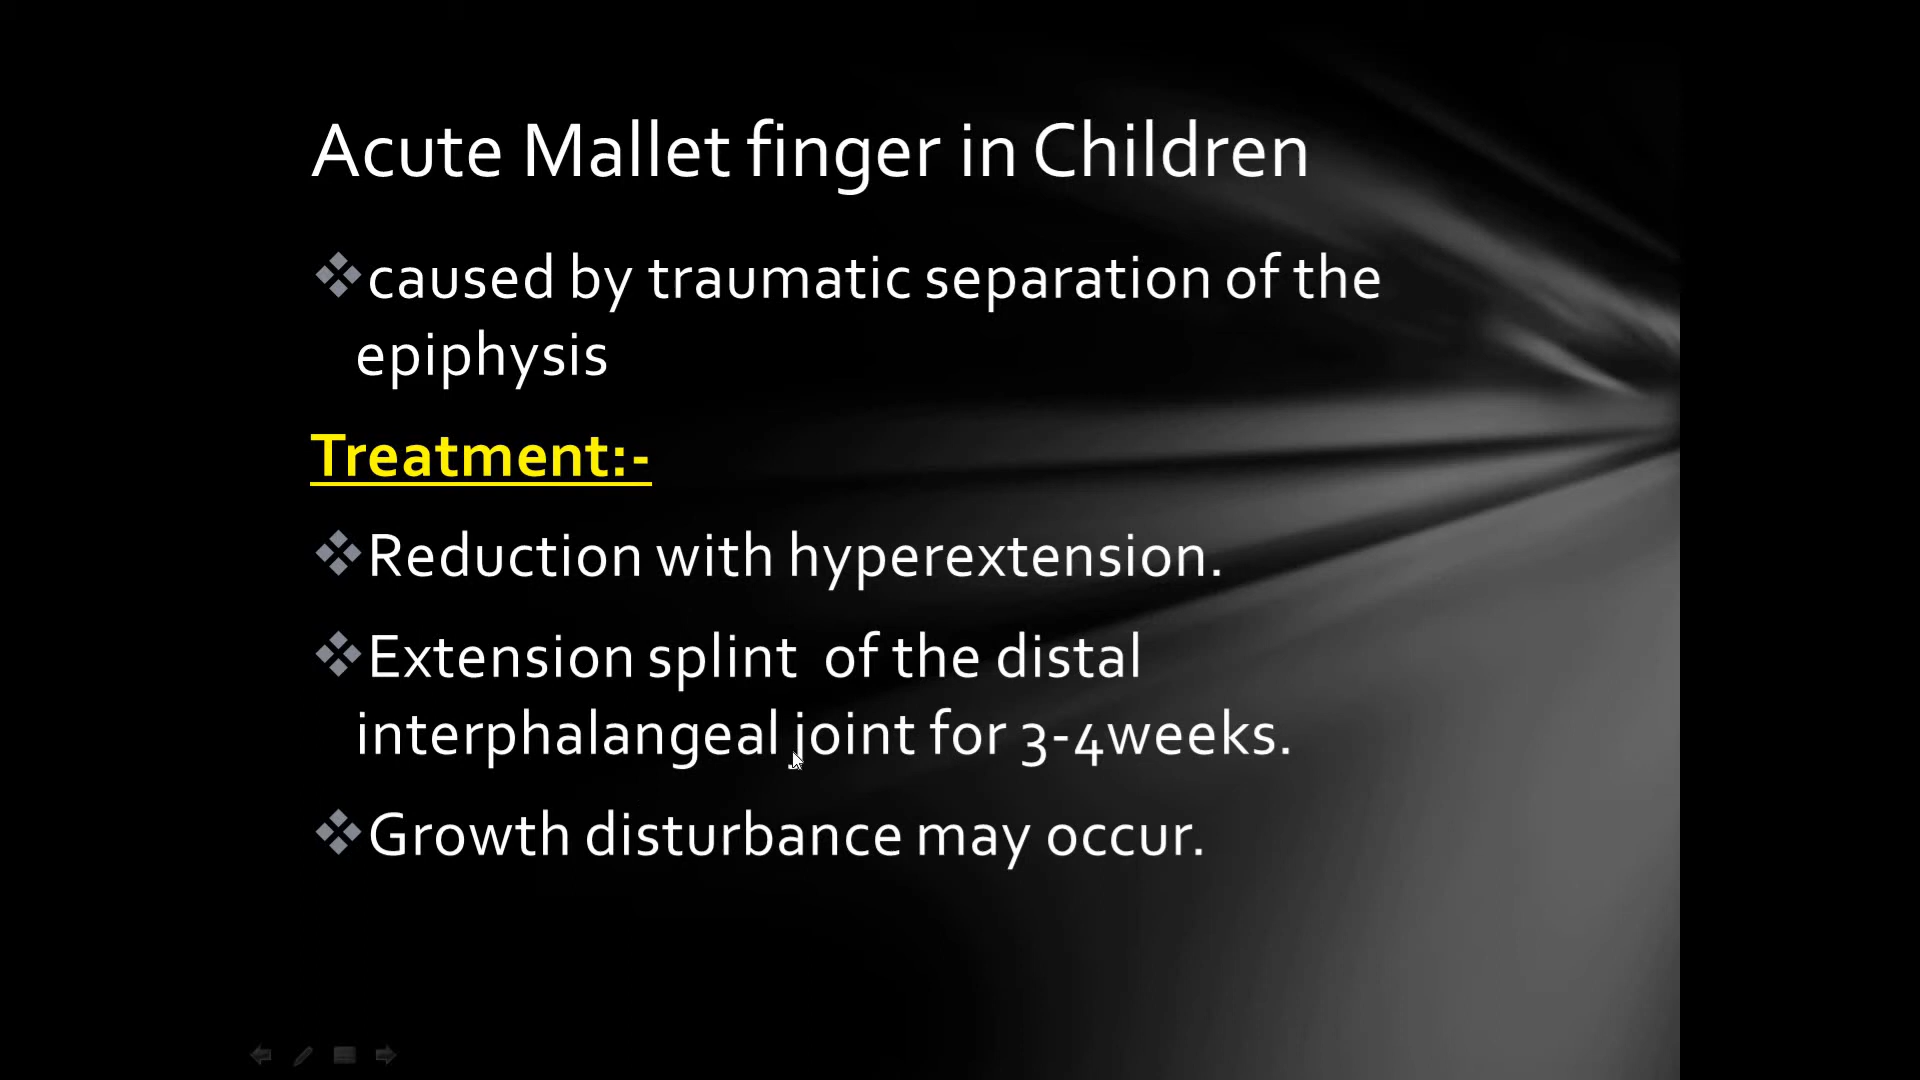 Acute Mallet finger in Children
❖caused by traumatic separation of the
epiphysis
Treatment:-
❖Reduction with hyperextension.
❖Extension splint  of the distal
interphalangeal joint for 3-4weeks.
❖Growth disturbance may occur.